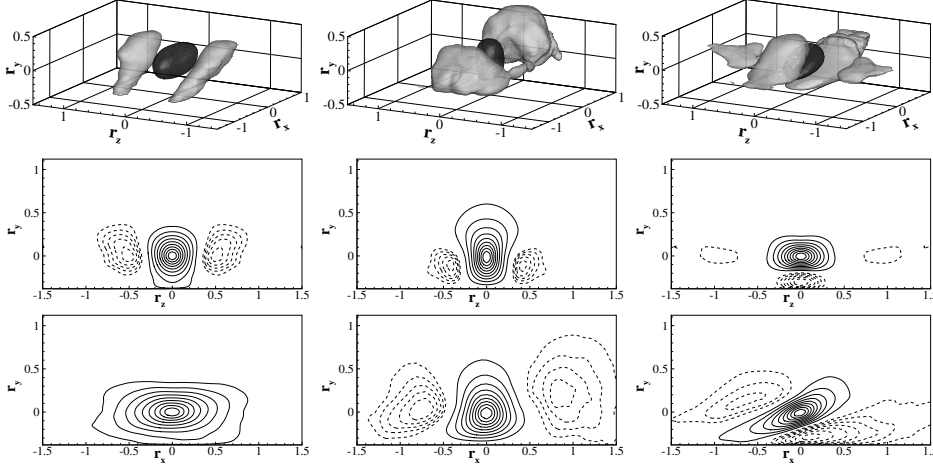 r_y 0.5 0 -0.5 1 0 -1 r_z -1 0 1 r_x
r_y 0.5 0 -0.5 1 0 -1 r_z -1 0 1 r_x
r_y 0.5 0 -0.5 1 0 -1 r_z -1 0 r_x
r_y 1 0.5 0 -1.5 -1 -0.5 0 0.5 1 1.5 r_z
r_y 1 0.5 0 -1.5 -1 -0.5 0 0.5 1 1.5 r_z
r_y 1 0.5 0 -1.5 -1 -0.5 0 0.5 1 1. r_z
r_y 1 0.5 0 -1.5 -1 -0.5 0 0.5 1 1.5 r_x
r_y 1 0.5 0 -1.5 -1 -0.5 0 0.5 1 1.5 r_x
r_y 1 0.5 0 -1.5 -1 -0.5 0 0.5 1 1. r_x